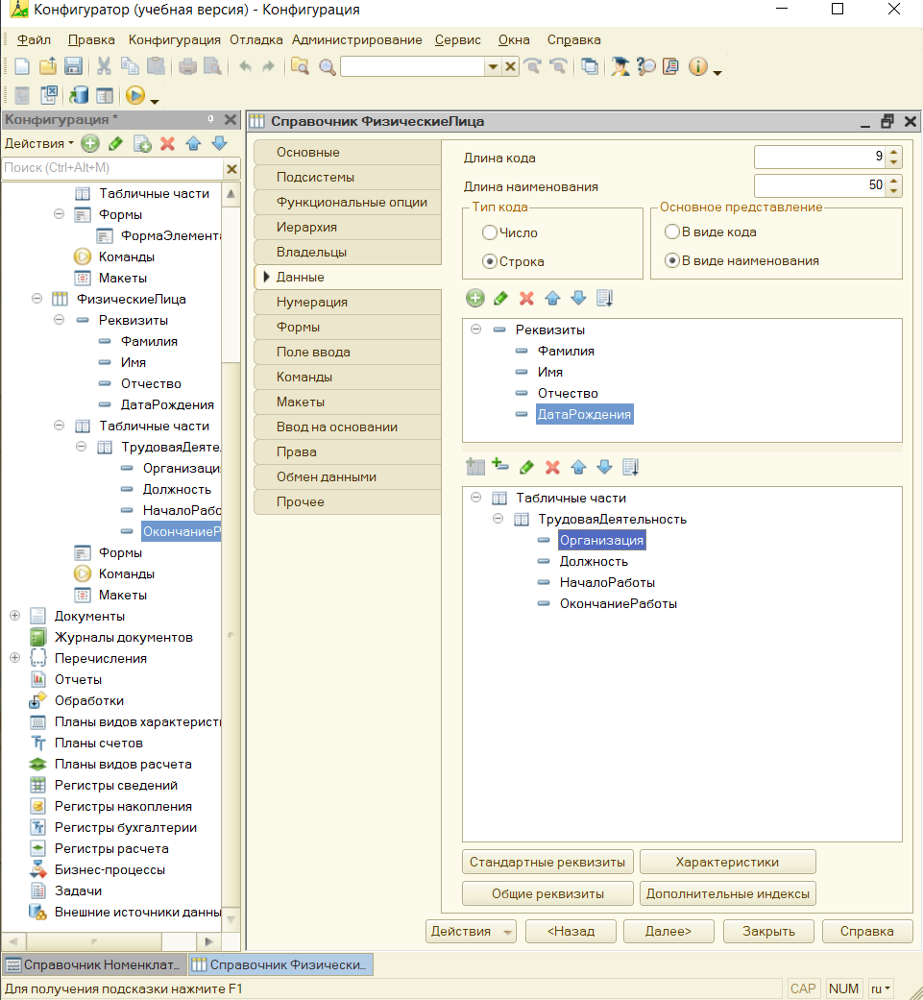 Конфигуратор (учебная версия) - Конфигурация
Файл Правка Конфигурация Отладка Администрирование Сервис Окна Справка
Конфигурация *
Действия
Поиск (Ctrl+Alt+M)
Табличные части
Формы
ФормаЭлемента
Команды
Макеты
ФизическиеЛица
Реквизиты
Фамилия
Имя
Отчество
ДатаРождения
Табличные части
ТрудоваяДеятел
Организация
Должность
НачалоРабо
ОкончаниеР
Формы
Команды
Макеты
Документы
Журналы документов
Перечисления
Отчеты
Обработки
Планы видов характерист
Планы счетов
Планы видов расчета
Регистры сведений
Регистры накопления
Регистры бухгалтерии
Регистры расчета
Бизнес-процессы
Задачи
Внешние источники данны
Справочник ФизическиеЛица
Основные
Подсистемы
Функциональные опции
Иерархия
Владельцы
Данные
Нумерация
Формы
Поле ввода
Команды
Макеты
Ввод на основании
Права
Обмен данными
Прочее
Длина кода 9
Длина наименования 50
Тип кода
Число
Строка
Основное представление
В виде кода
В виде наименования
Реквизиты
Фамилия
Имя
Отчество
ДатаРождения
Табличные части
ТрудоваяДеятельность
Организация
Должность
НачалоРаботы
ОкончаниеРаботы
Стандартные реквизиты Характеристики
Общие реквизиты Дополнительные индексы
Действия <Назад Далее> Закрыть Справка
Справочник Номенклат... Справочник Физически...
Для получения подсказки нажмите F1 CAP NUM ru